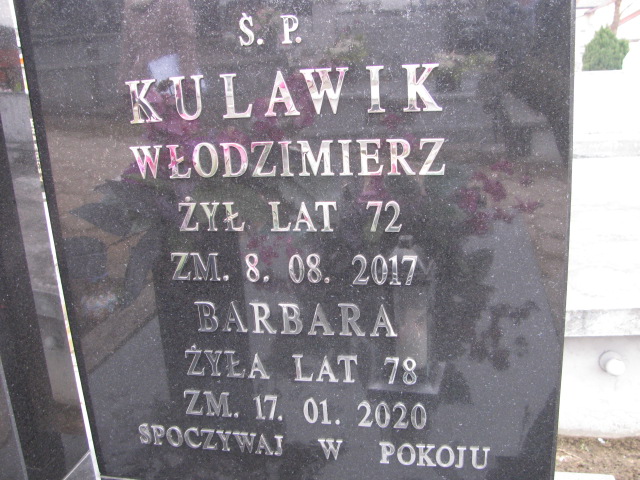 Ś. P.
KULAWIK
WŁODZIMIERZ
ŻYŁ LAT 72
ZM. 8. 08. 2017
BARBARA
ŻYŁA LAT 78
ZM. 17. 01. 2020
SPOCZYWAJ W POKOJU